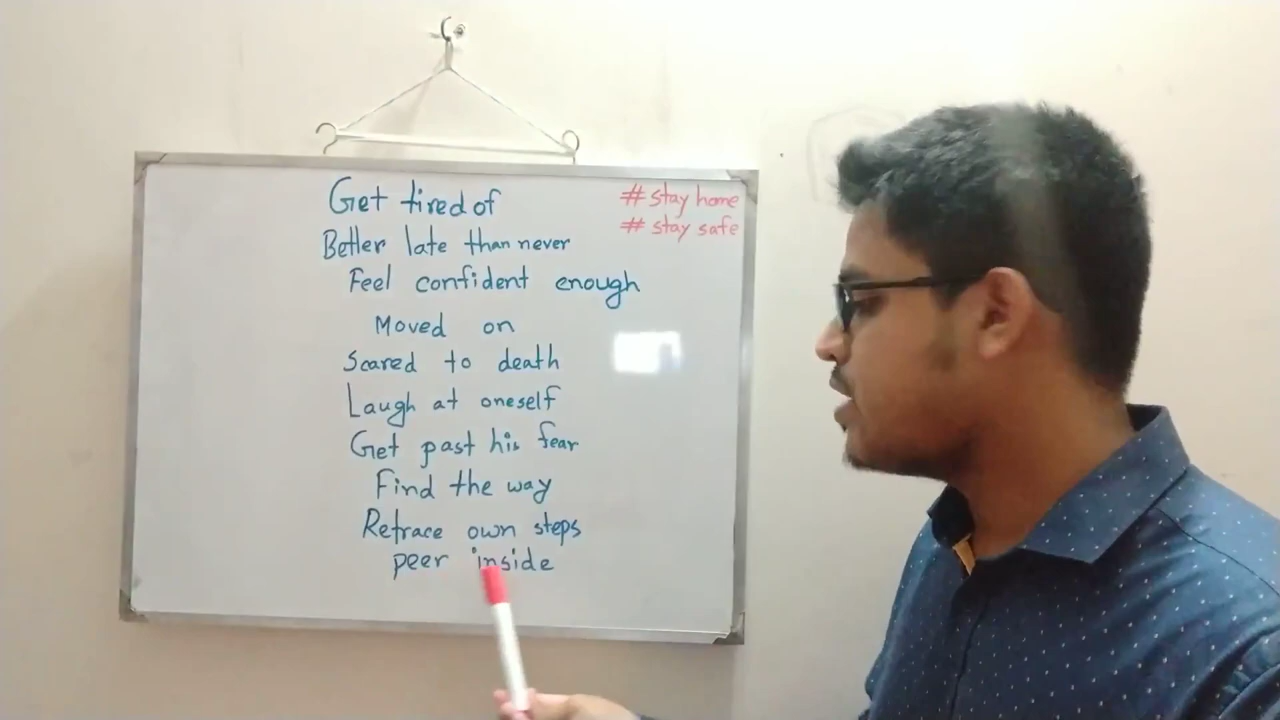 Get tired of
# stay home
# stay safe
Better late than never
Feel confident enough
Moved on
Scared to death
Laugh at oneself
Get past his fear
Find the way
Retrace own steps
peer inside